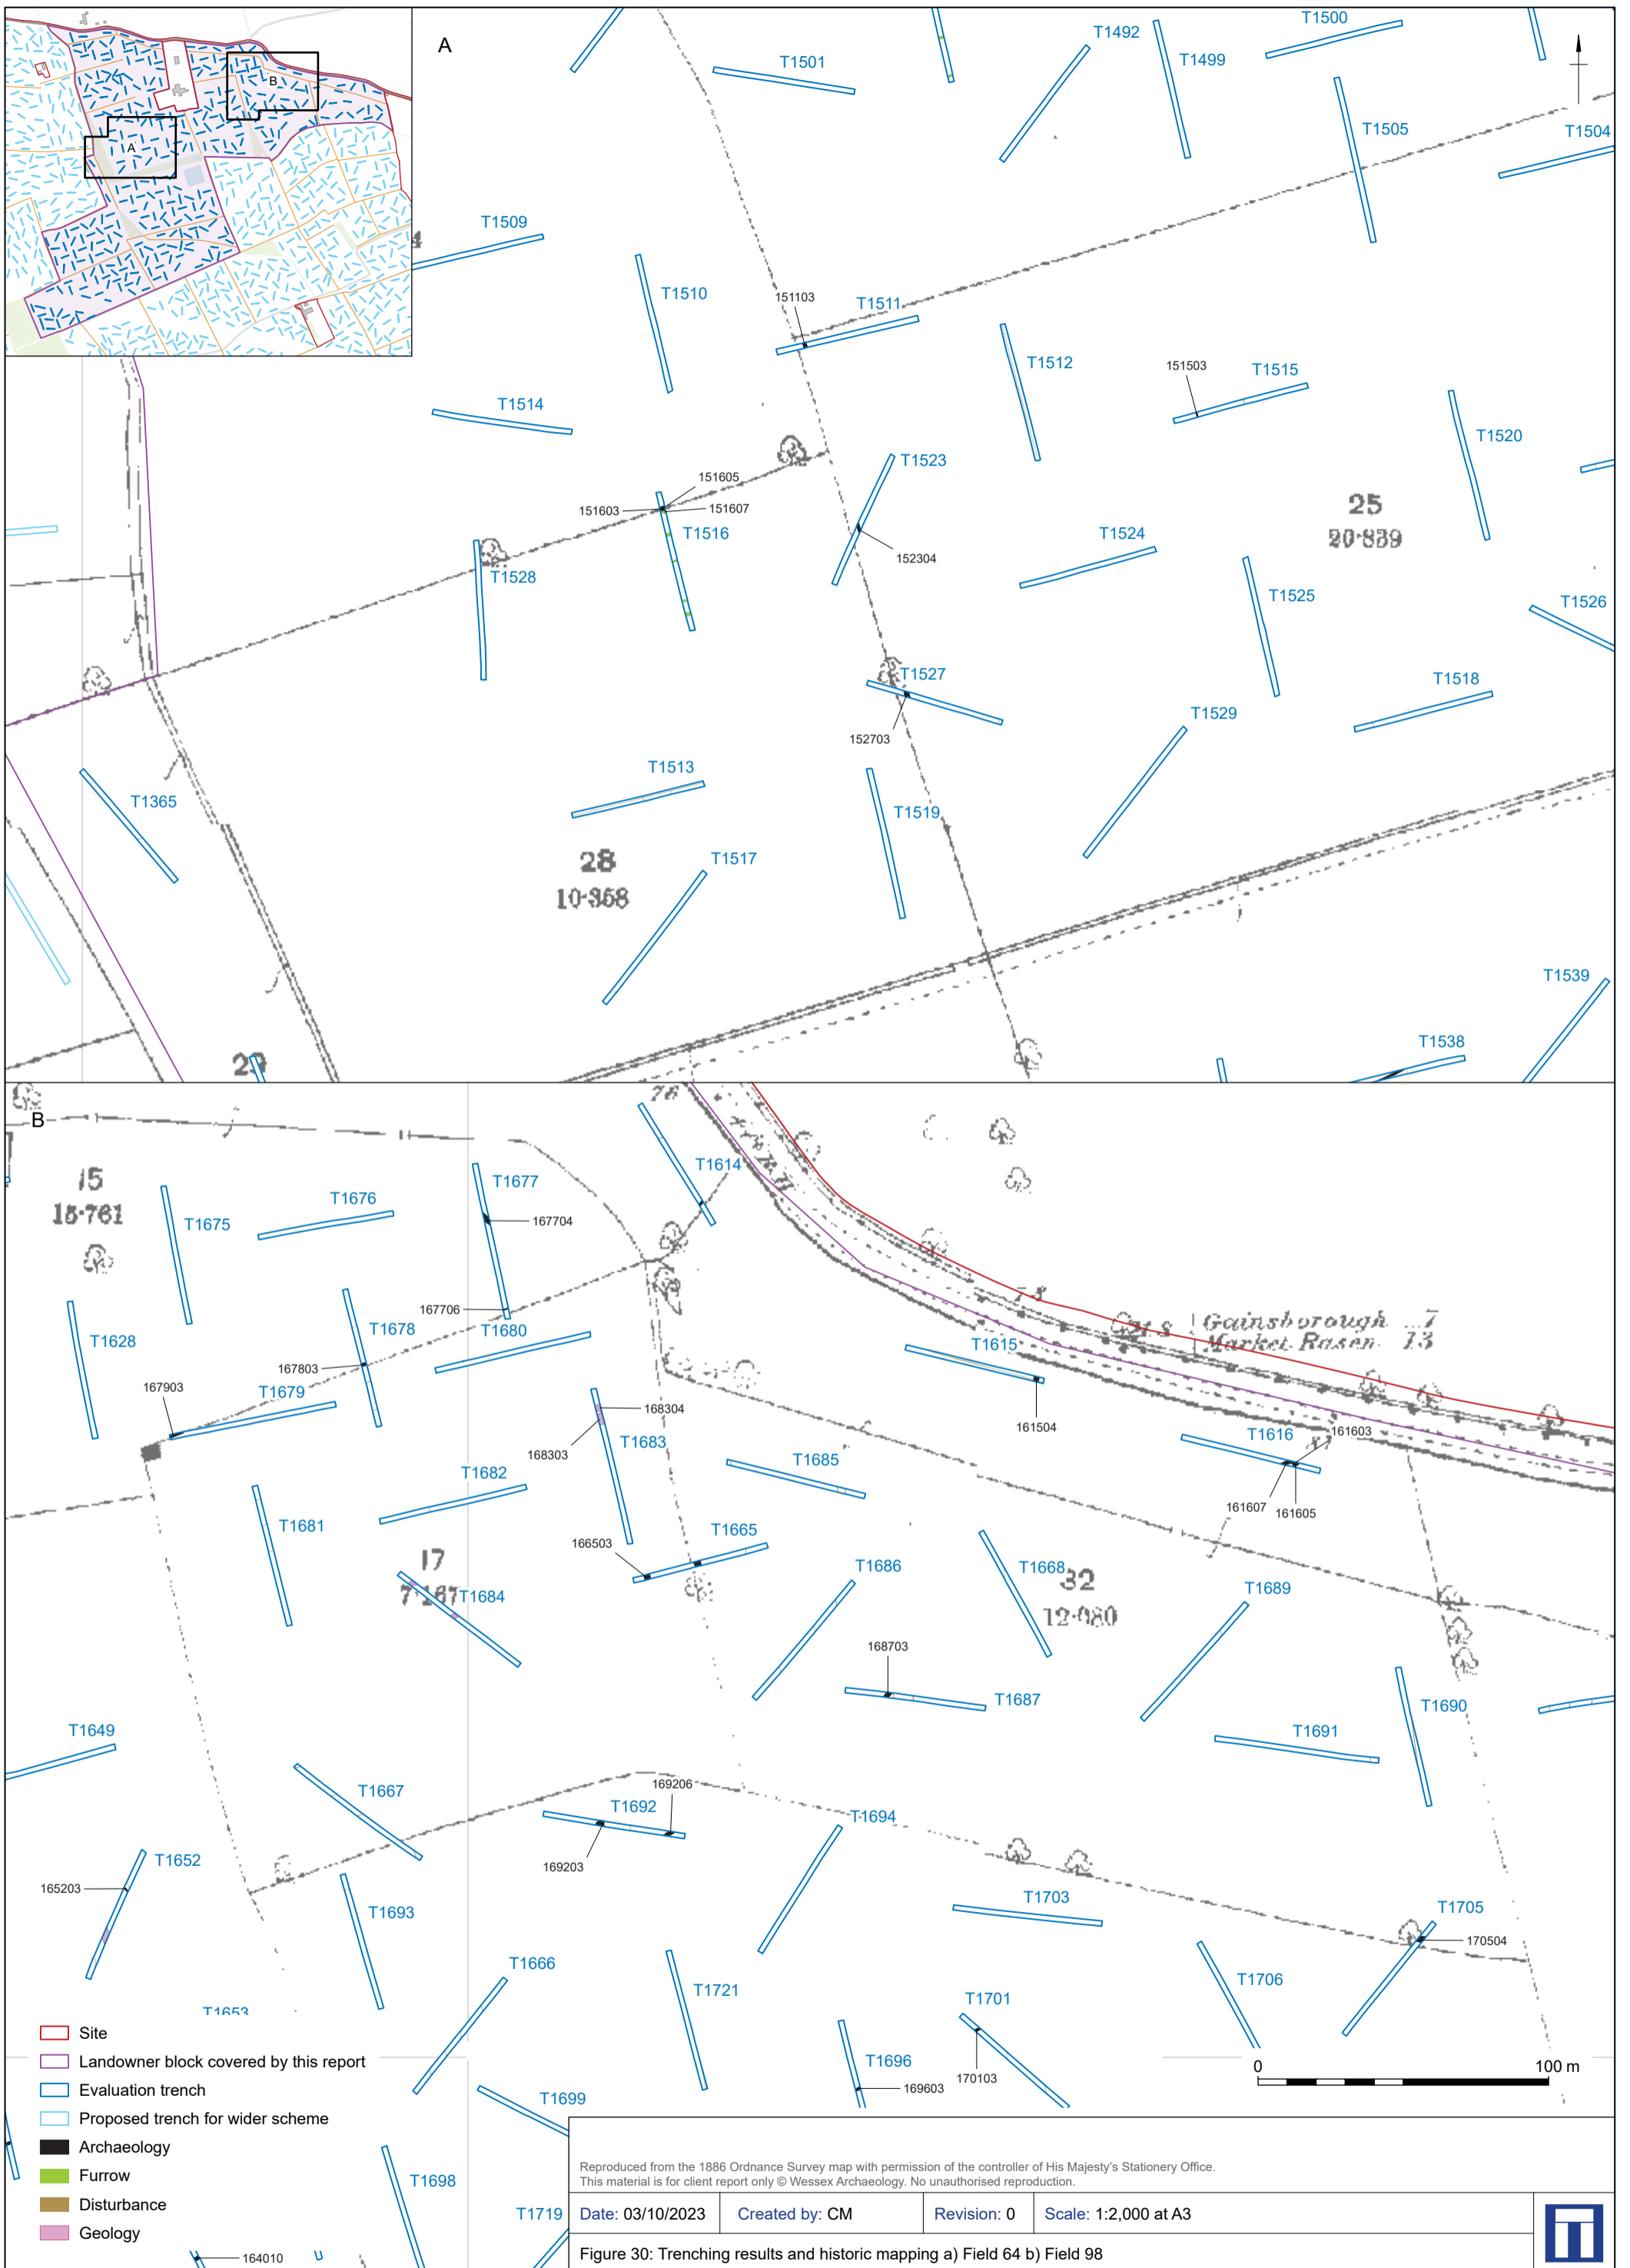 A
B
A
T1501
T1492
T1499
T1500
T1505
T1504
T1509
4
T1510
151103
T1511
T1512
151503
T1515
T1514
T1520
T1523
151605
151603
151607
T1516
25
20·839
T1524
152304
T1528
T1525
T1526
T1527
T1518
152703
T1529
T1513
T1365
T1519
28
10·368
T1517
T1539
T1538
29
B
76
T1614
15
15·761
T1677
T1676
T1675
167704
167706
T1628
T1678
T1680
Gainsborough 7
Market Rasen 13
T1615
167803
167903
T1679
168304
168303
T1683
161504
T1616
161603
T1685
T1682
161607
161605
T1681
T1665
166503
17
7·167
T1684
T1686
T1668
32
12·080
T1689
168703
T1687
T1690
T1649
T1691
T1667
169206
T1692
T1694
169203
T1652
165203
T1693
T1703
T1705
170504
T1666
T1706
T1721
T1701
T1653
T1696
170103
169603
0
100 m
Site
Landowner block covered by this report
Evaluation trench
Proposed trench for wider scheme
Archaeology
Furrow
Disturbance
Geology
T1699
T1698
T1719
164010
Reproduced from the 1886 Ordnance Survey map with permission of the controller of His Majesty's Stationery Office.
This material is for client report only © Wessex Archaeology. No unauthorised reproduction.
Date: 03/10/2023
Created by: CM
Revision: 0
Scale: 1:2,000 at A3
Figure 30: Trenching results and historic mapping a) Field 64 b) Field 98